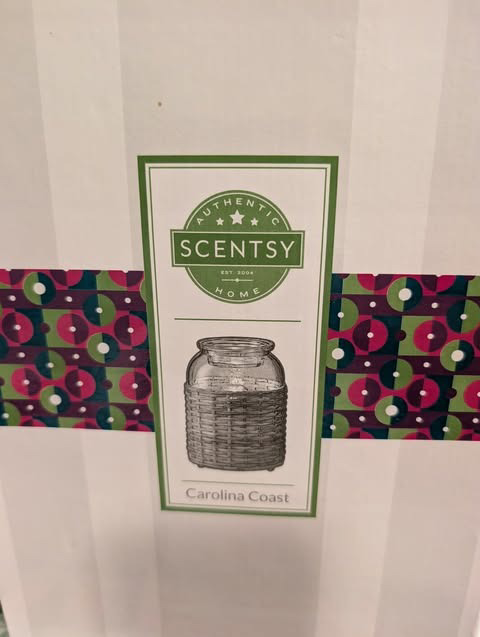 AUTHENTIC
SCENTSY
EST. 2004
HOME
Carolina Coast